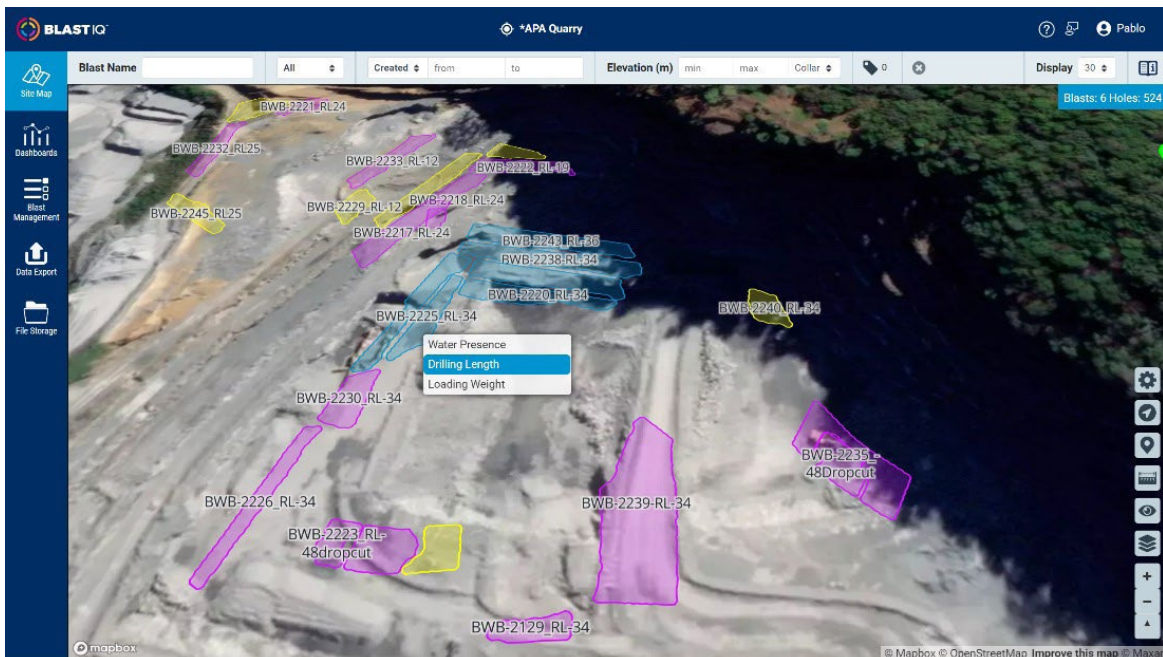 BLASTIQ™
*APA Quarry
Pablo
Site Map
Dashboards
Blast
Management
Data Export
File Storage
Blast Name
All
Created
from
to
Elevation (m)
min
max
Collar
0
Display
30
Blasts: 6 Holes: 524
BWB-2221_RL24
BWB-2232_RL25
BWB-2233_RL-12
BWB-2222_RL-19
BWB-2245_RL25
BWB-2229_RL-12
BWB-2218_RL-24
BWB-2217_RL-24
BWB-2243_RL-36
BWB-2238-RL-34
BWB-2220_RL-34
BWB-2225_RL-34
BWB-2240_RL-34
Water Presence
Drilling Length
Loading Weight
BWB-2230_RL-34
BWB-2235_-
48Dropcut
BWB-2226_RL-34
BWB-2239-RL-34
BWB-2223_RL-
48dropcut
BWB-2129_RL-34
mapbox
© Mapbox © OpenStreetMap Improve this map © Maxar